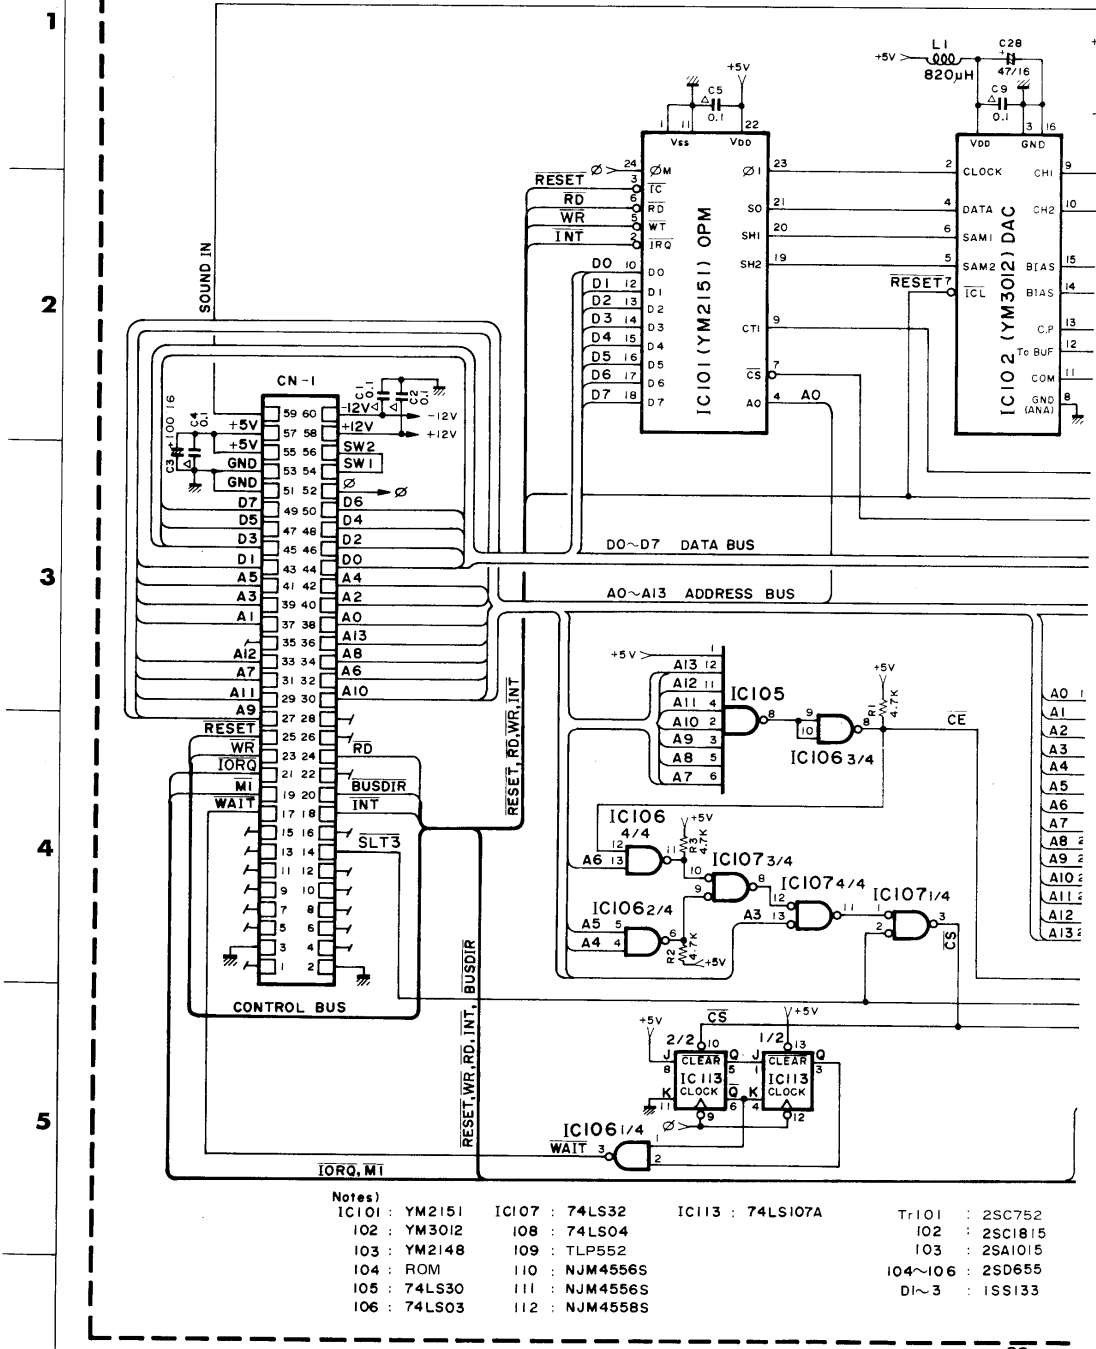 1
2
3
4
5
L1
820µH
+5V
C28
47/16
C9
0.1
+5V
C5
0.1
1 11 22
VSS VDD
3 16
VDD GND
Ø 24 ØM
RESET 3 IC
RD 6 RD
WR 5 WT
INT 2 IRQ
D0 10 D0
D1 12 D1
D2 13 D2
D3 14 D3
D4 15 D4
D5 16 D5
D6 17 D6
D7 18 D7
IC101 (YM2151) OPM
Ø1 23
SO 21
SH1 20
SH2 19
CT1 9
CS 7
A0 4 A0
2 CLOCK
4 DATA
6 SAM1
5 SAM2
RESET 7 ICL
IC102 (YM3012) DAC
CH1 9
CH2 10
BIAS 15
BIAS 14
C.P 13
To BUF 12
COM 11
GND 8
(ANA)
SOUND IN
CN-1
C1
0.1
C2
0.1
C3 + 100 16
C4
0.1
59 60 -12V -12V
+5V 57 58 +12V +12V
+5V 55 56 SW2
GND 53 54 SW1
GND 51 52 Ø Ø
D7 49 50 D6
D5 47 48 D4
D3 45 46 D2
D1 43 44 D0
A5 41 42 A4
A3 39 40 A2
A1 37 38 A0
35 36 A13
A12 33 34 A8
A7 31 32 A6
A11 29 30 A10
A9 27 28
RESET 25 26
WR 23 24 RD
IORQ 21 22
M1 19 20 BUSDIR
WAIT 17 18 INT
15 16
13 14 SLT3
11 12
9 10
7 8
5 6
3 4
1 2
CONTROL BUS
RESET, RD, WR, INT
RESET, WR, RD, INT, BUSDIR
IORQ, M1
D0~D7 DATA BUS
A0~A13 ADDRESS BUS
+5V 1
A13 12
A12 11
A11 4
A10 2
A9 3
A8 5
A7 6
IC105
8
9
10
8
IC106 3/4
+5V
R1
4.7K
CE
IC106
4/4
12
A6 13
11
+5V
R3
4.7K
IC107 3/4
10
9
8
IC106 2/4
A5 5
A4 4
6
R2
4.7K
+5V
IC107 4/4
12
A3 13
11
IC107 1/4
1
2
3
CS
A0
A1
A2
A3
A4
A5
A6
A7
A8
A9
A10
A11
A12
A13
CS
+5V
2/2 10
J 8 CLEAR Q 5
IC113
K 11 CLOCK Q 6
9
Ø
+5V
1/2 13
J 1 CLEAR Q 3
IC113
K 4 CLOCK
12
IC106 1/4
WAIT 3
1
2
Notes)
IC101 : YM2151 IC107 : 74LS32 IC113 : 74LS107A Tr101 : 2SC752
102 : YM3012 108 : 74LS04 102 : 2SC1815
103 : YM2148 109 : TLP552 103 : 2SA1015
104 : ROM 110 : NJM4556S 104~106 : 2SD655
105 : 74LS30 111 : NJM4556S D1~3 : 1SS133
106 : 74LS03 112 : NJM4558S